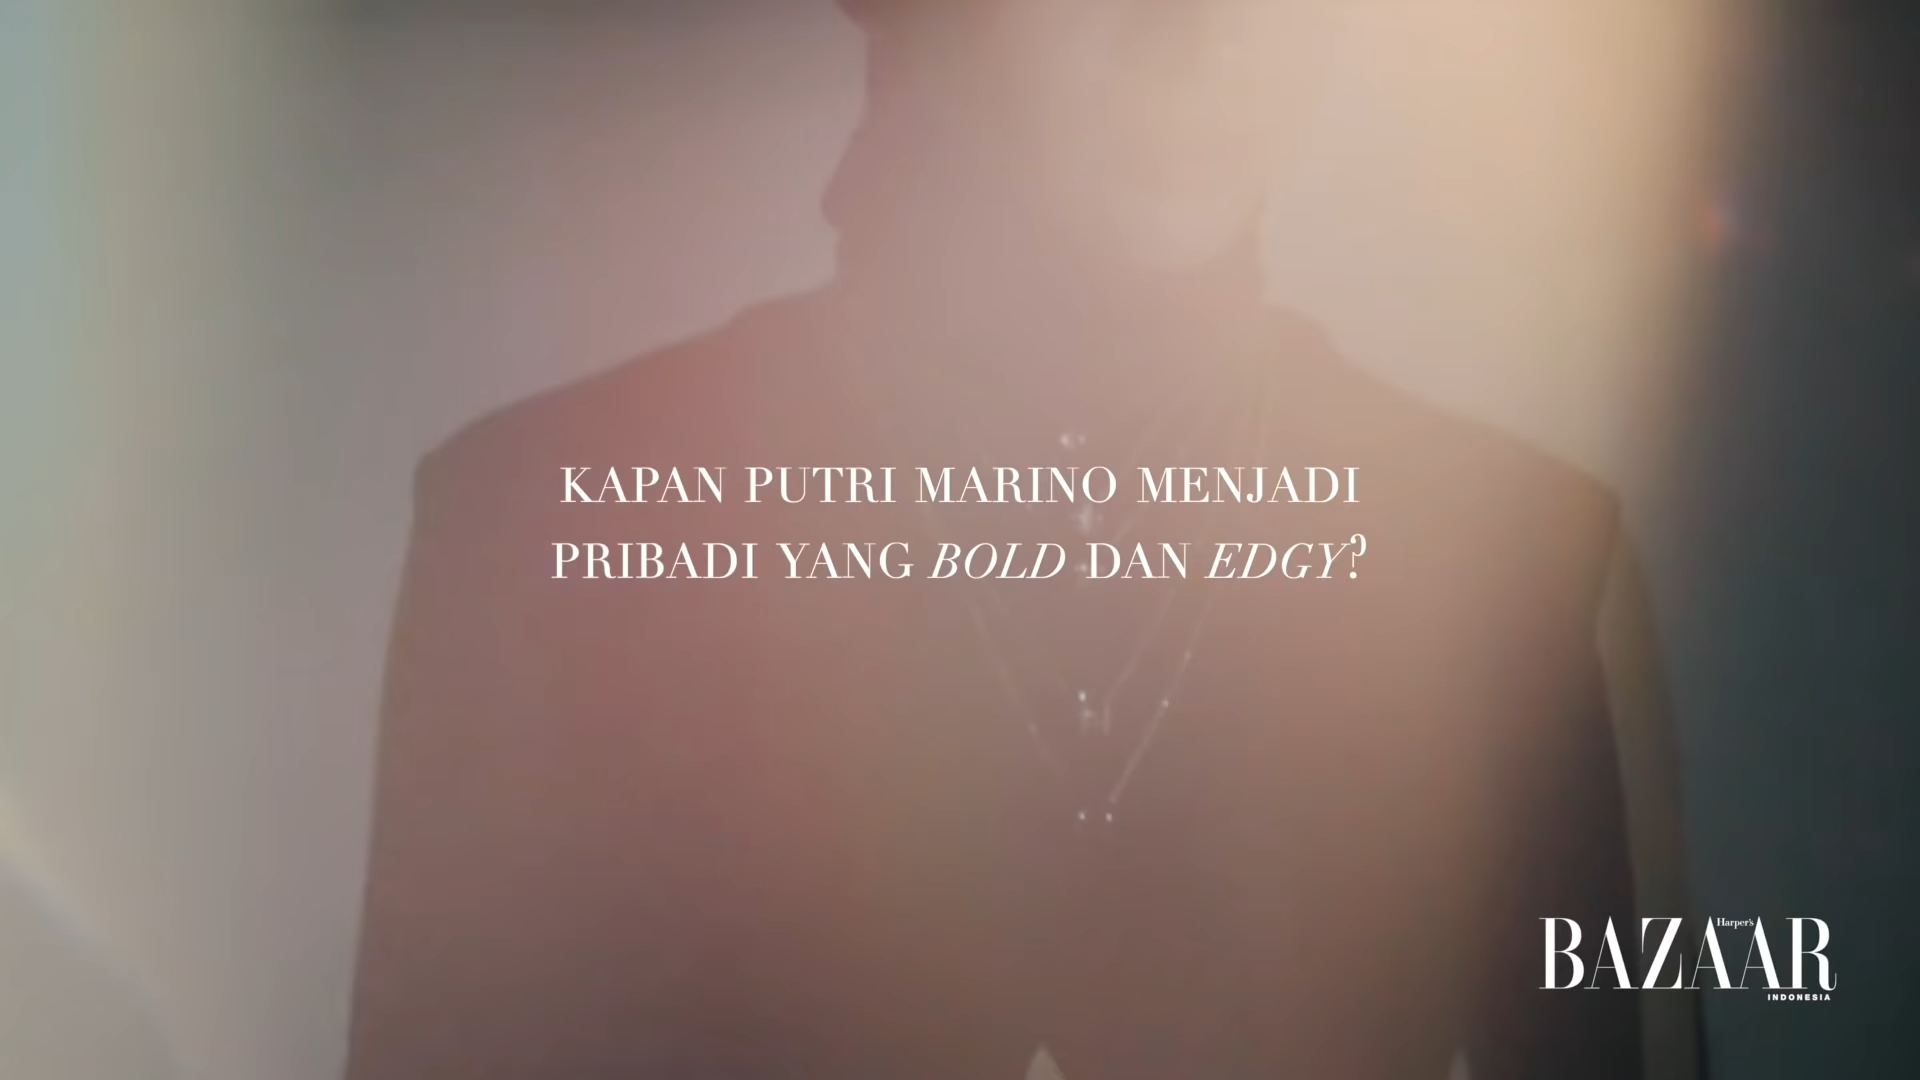 KAPAN PUTRI MARINO MENJADI
PRIBADI YANG BOLD DAN EDGY?
Harper's
BAZAAR
INDONESIA